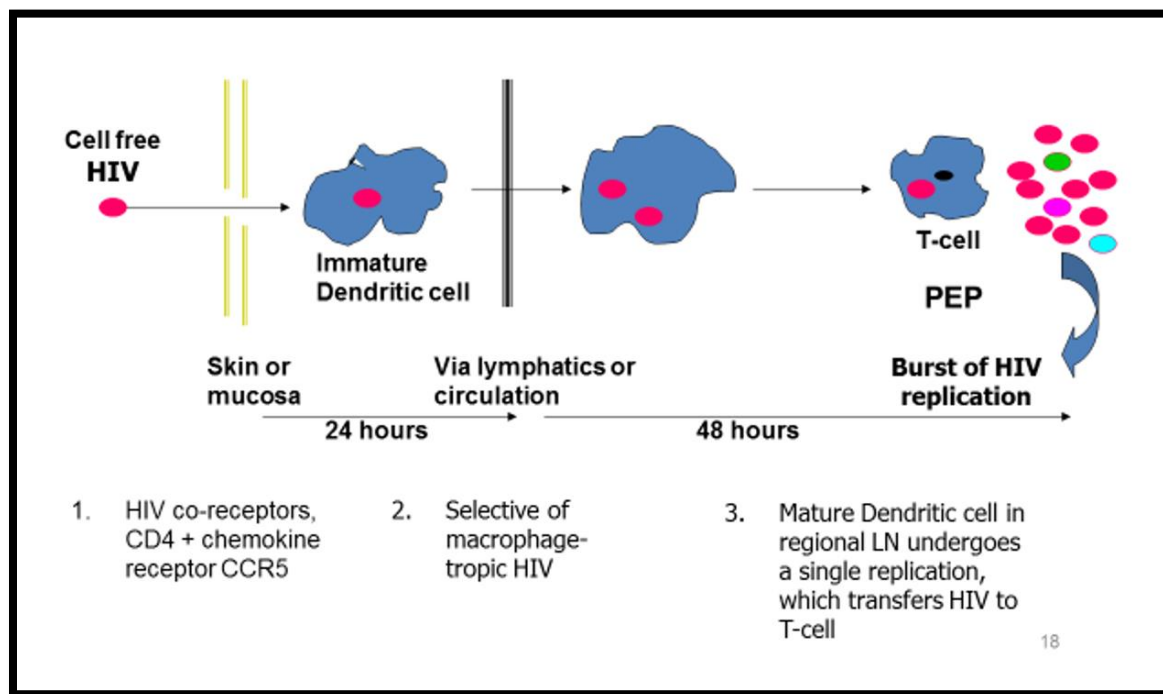 Cell free
HIV
Immature
Dendritic cell
T-cell
PEP
Skin or
mucosa
Via lymphatics or
circulation
Burst of HIV
replication
24 hours
48 hours
1. HIV co-receptors,
CD4 + chemokine
receptor CCR5
2. Selective of
macrophage-
tropic HIV
3. Mature Dendritic cell in
regional LN undergoes
a single replication,
which transfers HIV to
T-cell
18